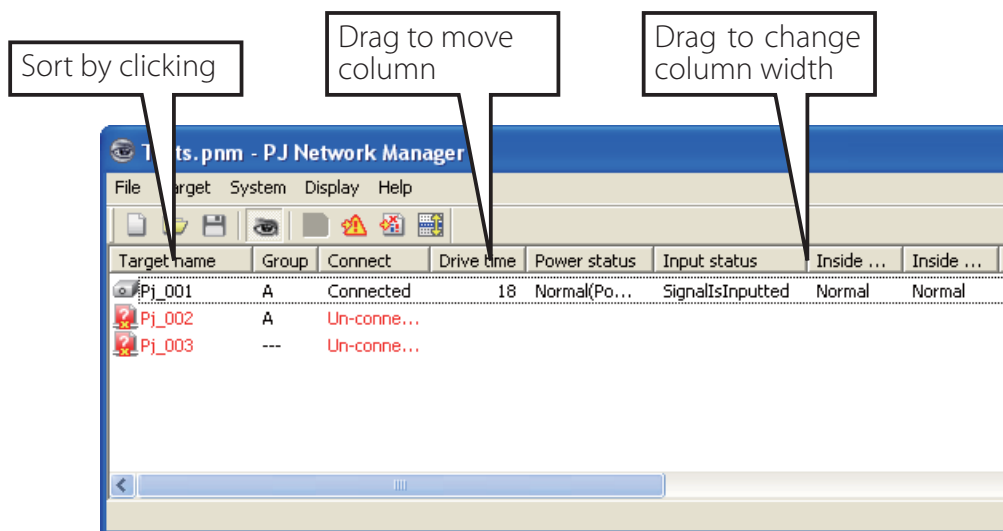 Sort by clicking
Drag to move
column
Drag to change
column width
ts.pnm - PJ Network Manager
File arget System Display Help
Target name Group Connect Drive time Power status Input status Inside ... Inside ...
Pj_001 A Connected 18 Normal(Po... SignalIsInputted Normal Normal
Pj_002 A Un-conne...
Pj_003 --- Un-conne...